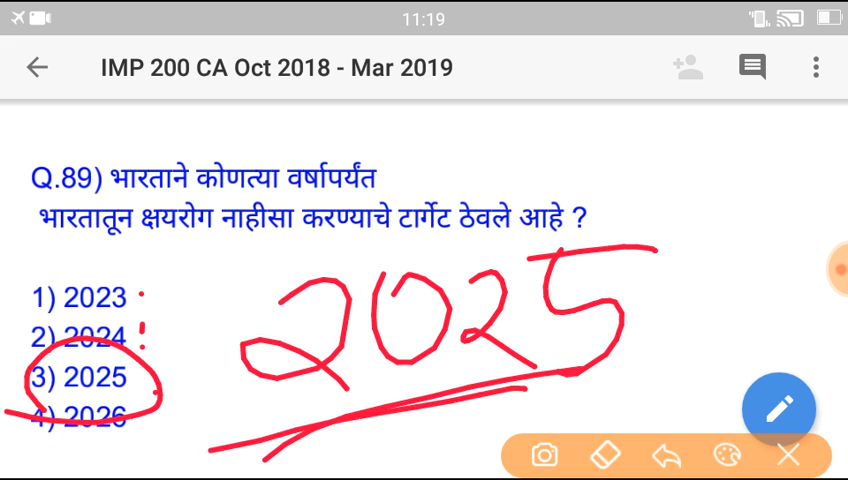 11:19
IMP 200 CA Oct 2018 - Mar 2019
Q.89) भारताने कोणत्या वर्षापर्यंत
भारतातून क्षयरोग नाहीसा करण्याचे टार्गेट ठेवले आहे ?
1) 2023
2) 2024
3) 2025
4) 2026
2025